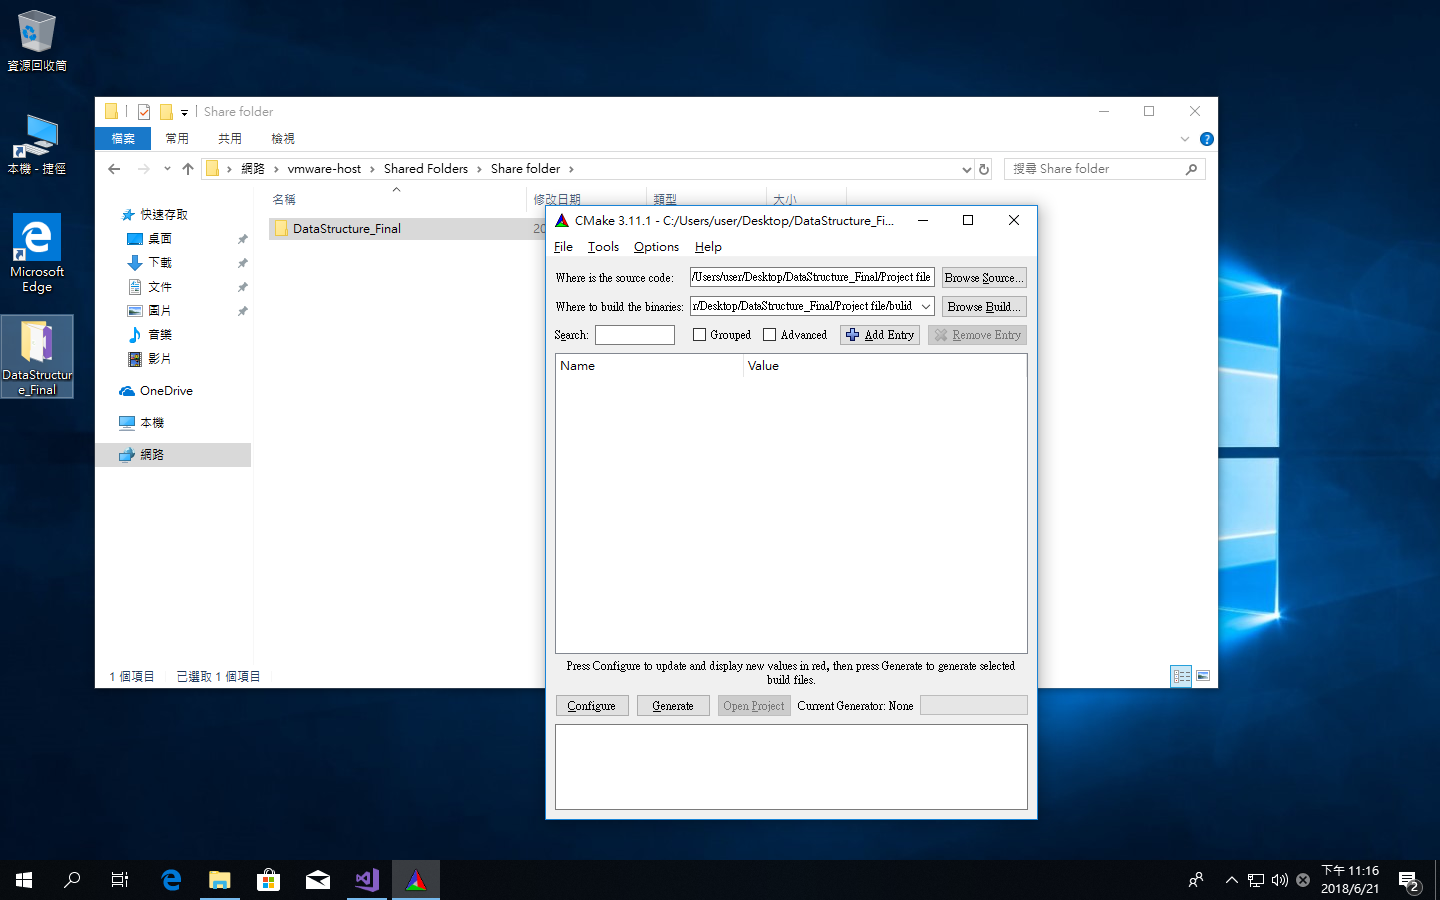 資源回收筒
本機 - 捷徑
Microsoft
Edge
DataStructur
e_Final
Share folder
檔案 常用 共用 檢視
網路 vmware-host Shared Folders Share folder
搜尋 Share folder
快速存取
桌面
下載
文件
圖片
音樂
影片
OneDrive
本機
網路
名稱 修改日期 類型 大小
DataStructure_Final 20
1 個項目 已選取 1 個項目
CMake 3.11.1 - C:/Users/user/Desktop/DataStructure_Fi...
File Tools Options Help
Where is the source code: /Users/user/Desktop/DataStructure_Final/Project file Browse Source...
Where to build the binaries: r/Desktop/DataStructure_Final/Project file/bulid Browse Build...
Search: Grouped Advanced Add Entry Remove Entry
Name Value
Press Configure to update and display new values in red, then press Generate to generate selected
build files.
Configure Generate Open Project Current Generator: None
下午 11:16
2018/6/21
2